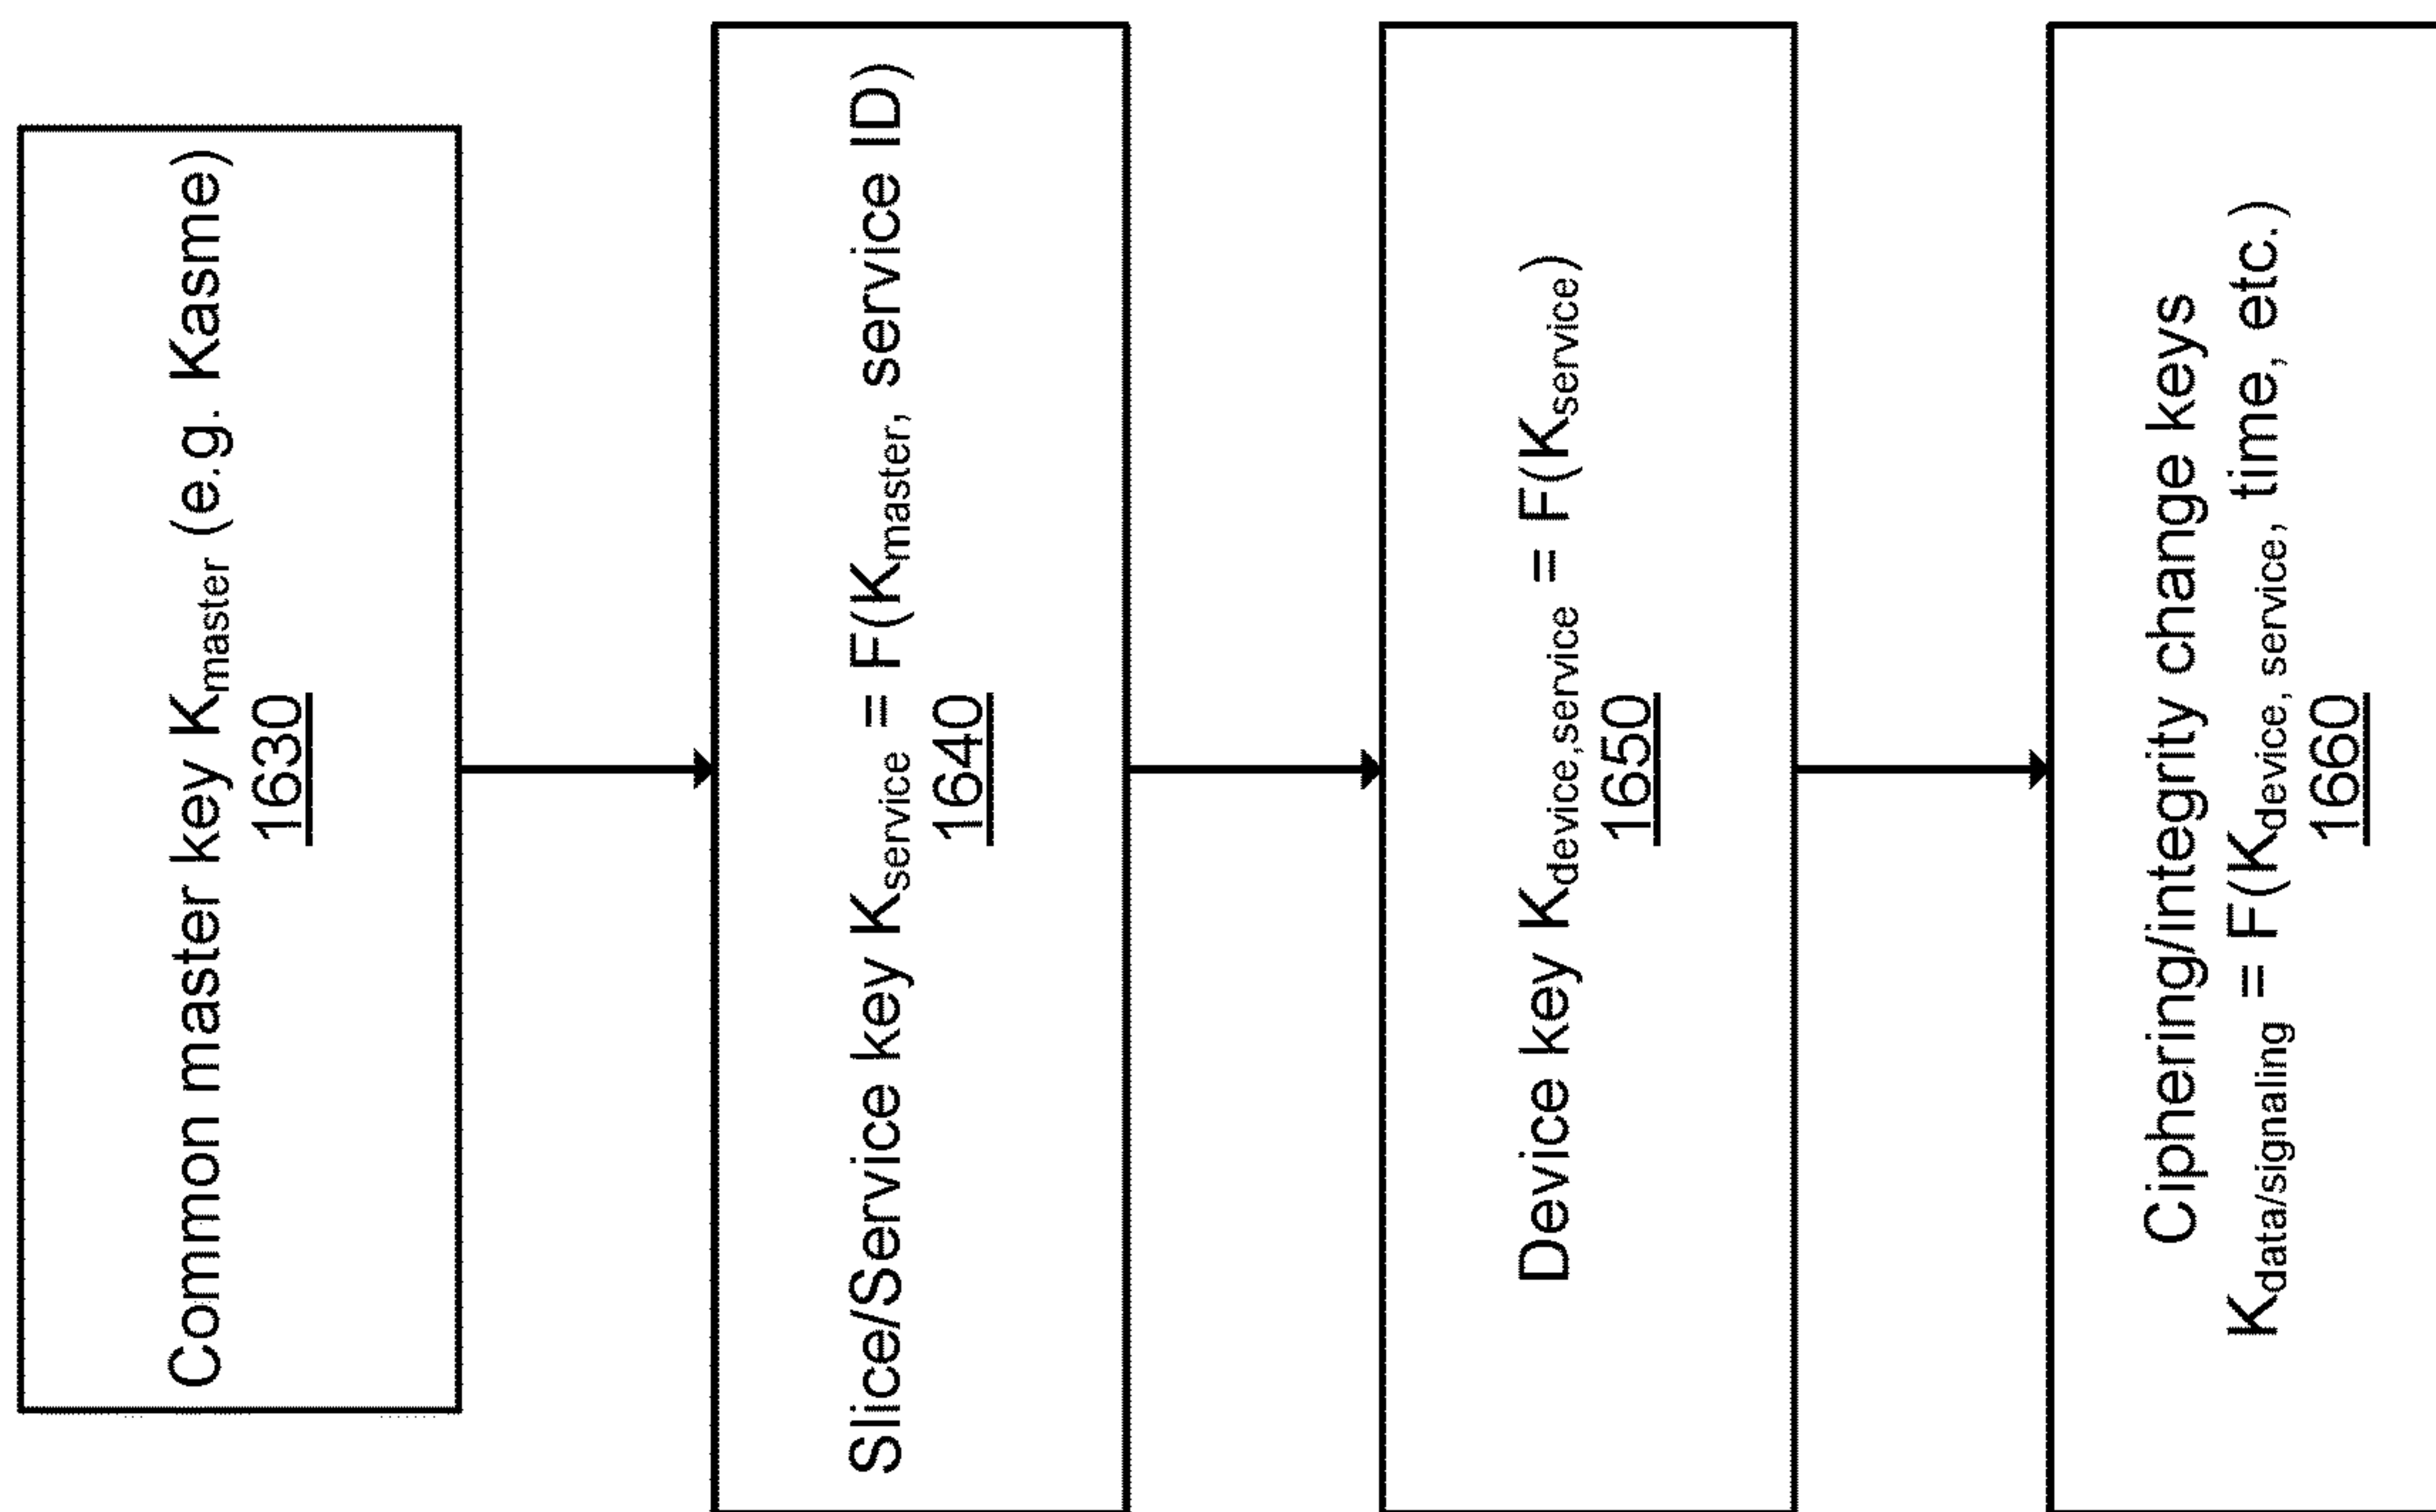 Common master key Kmaster (e.g. Kasme)
1630
Slice/Service key Kservice = F(Kmaster, service ID)
1640
Device key Kdevice,service = F(Kservice)
1650
Ciphering/integrity change keys
Kdata/signaling = F(Kdevice, service, time, etc.)
1660